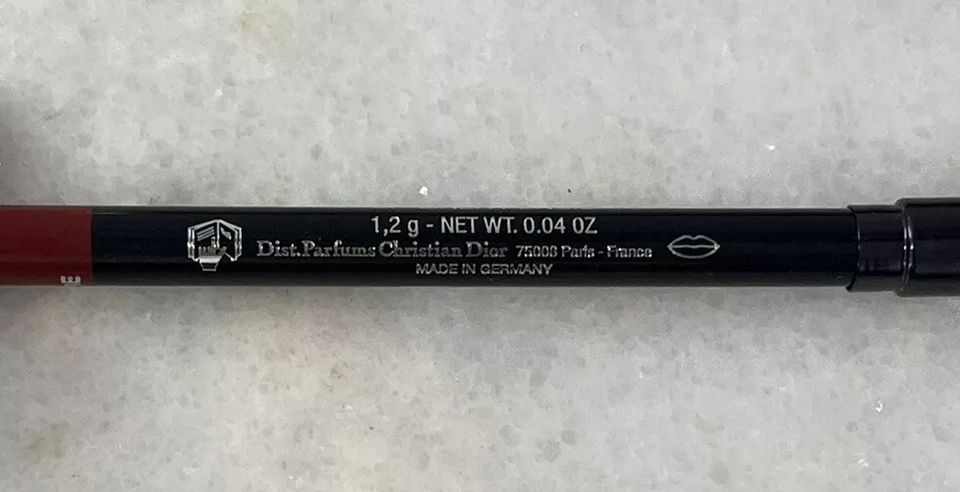 1,2 g - NET WT. 0.04 OZ.
Dist.Parfums Christian Dior 75008 Paris - France
MADE IN GERMANY